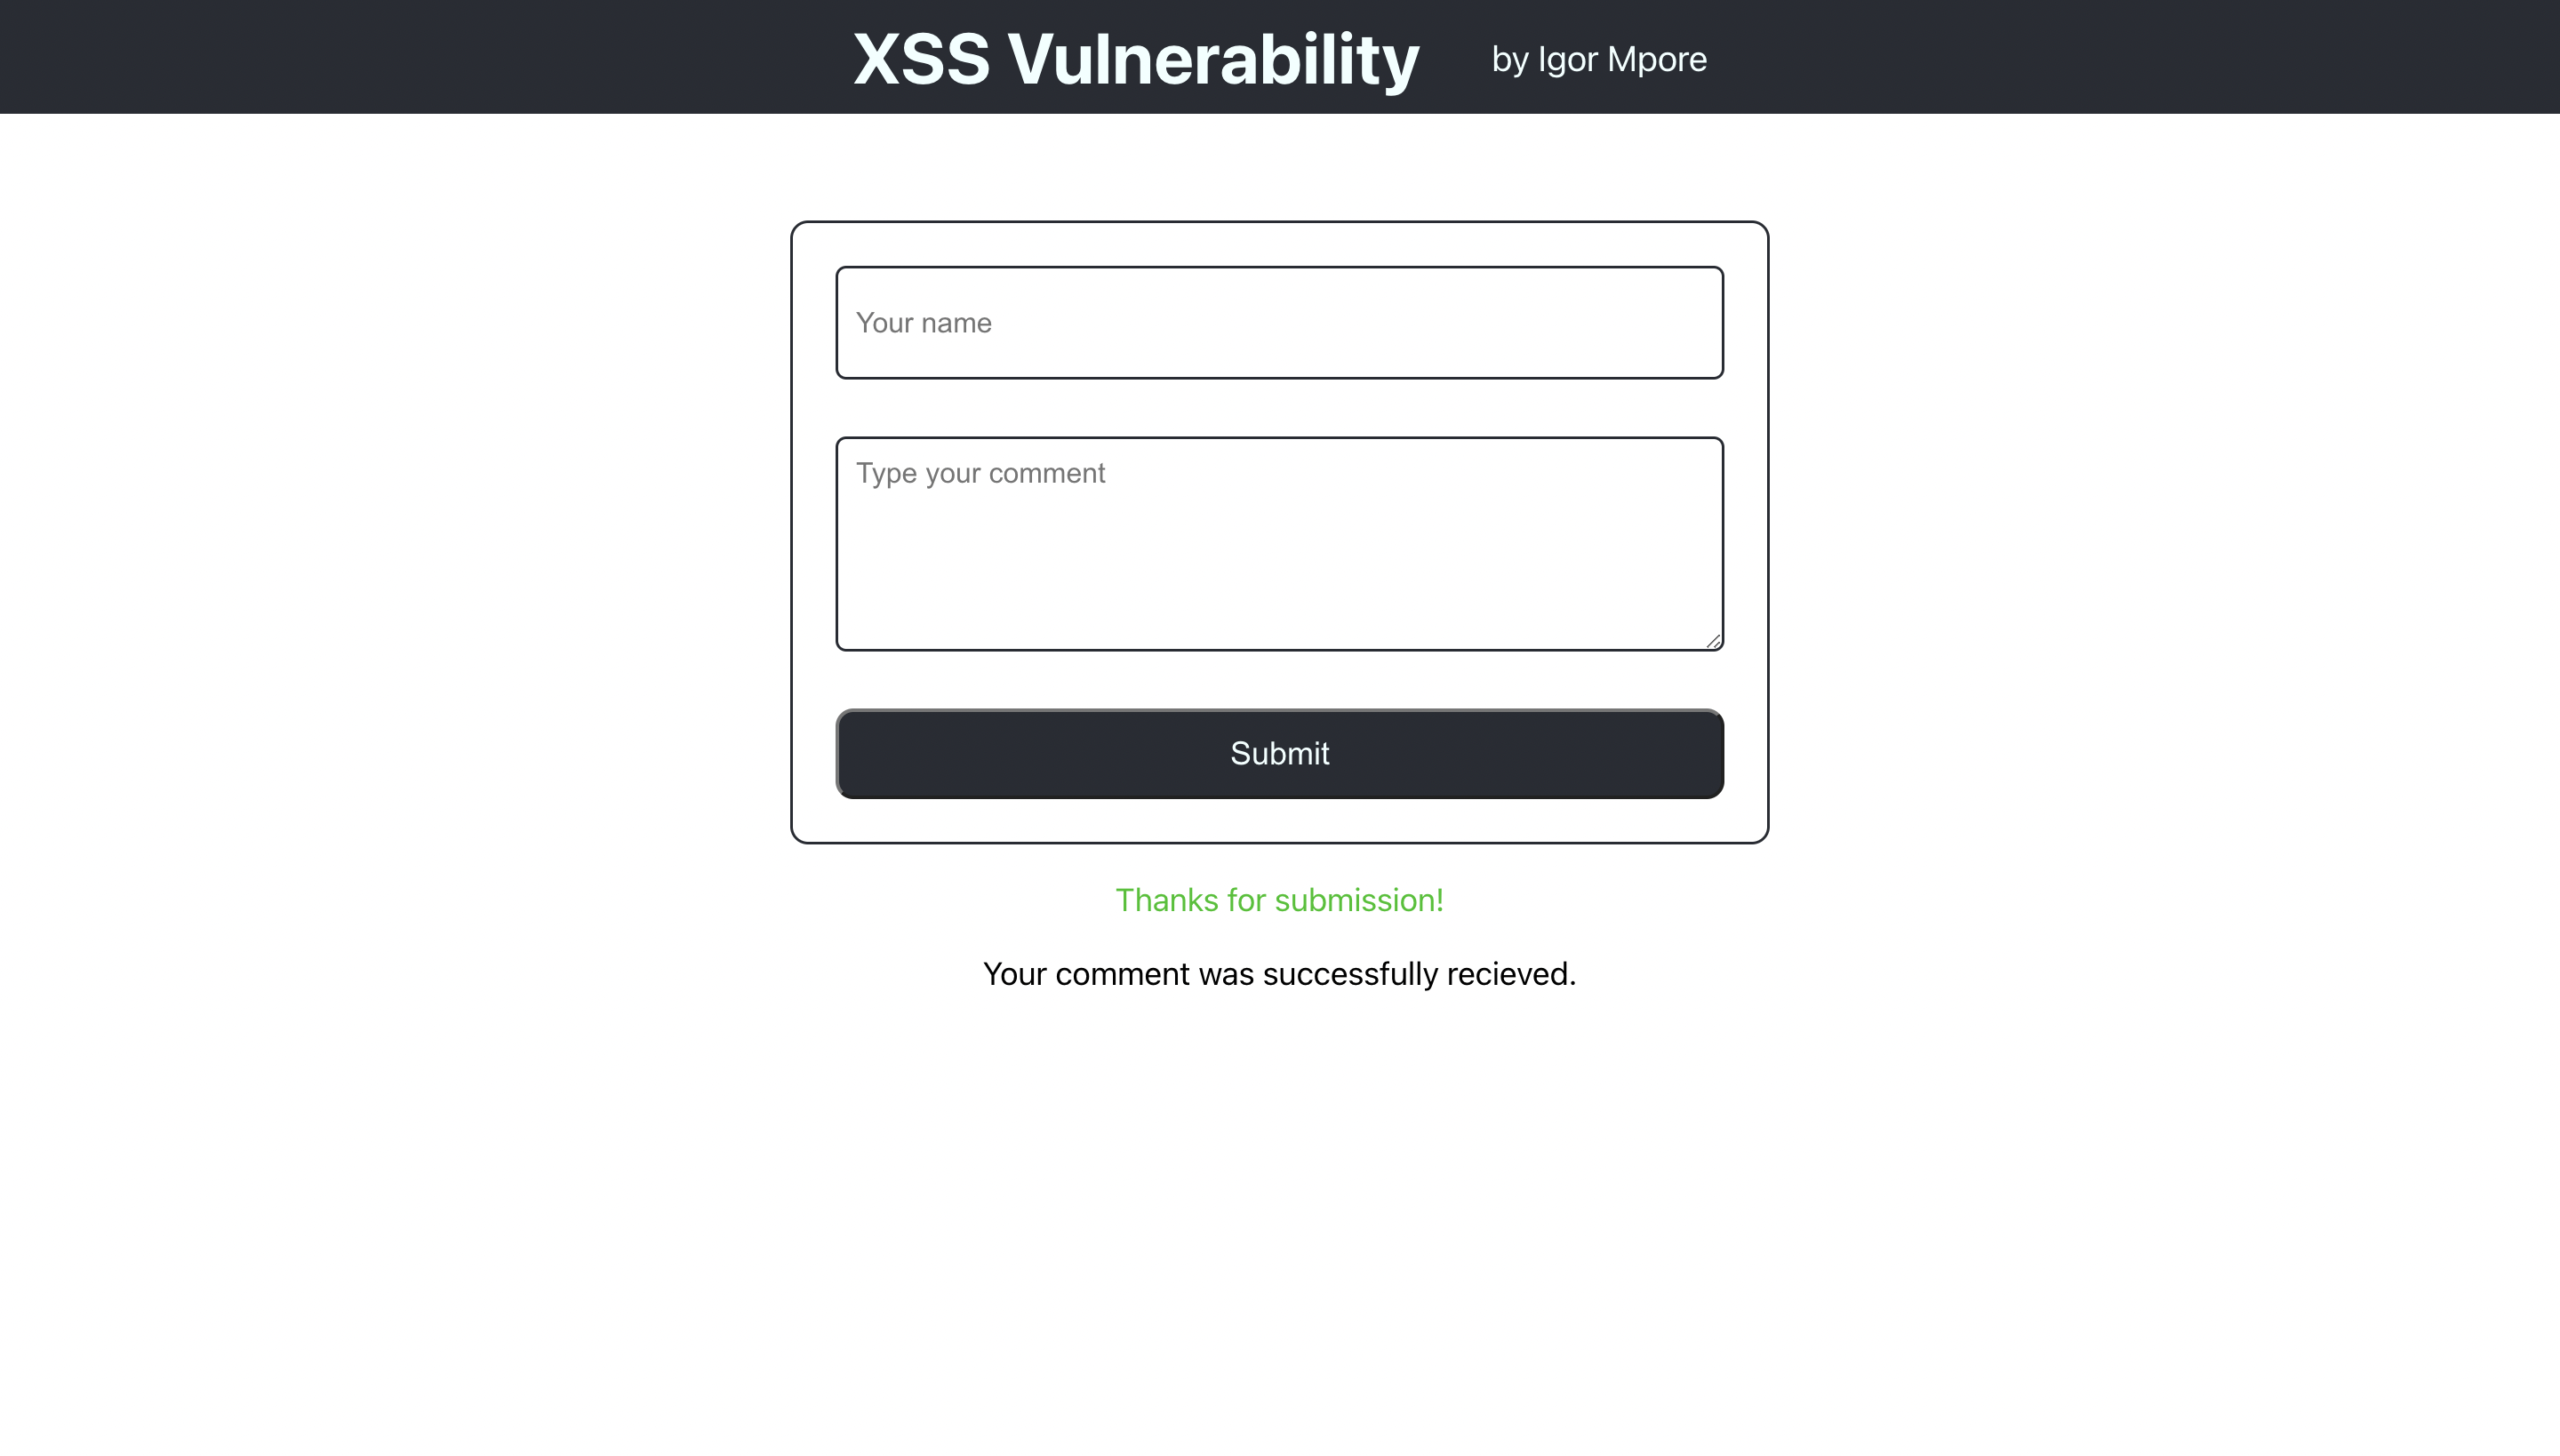 XSS Vulnerability by Igor Mpore
Your name
Type your comment
Submit
Thanks for submission!
Your comment was successfully recieved.